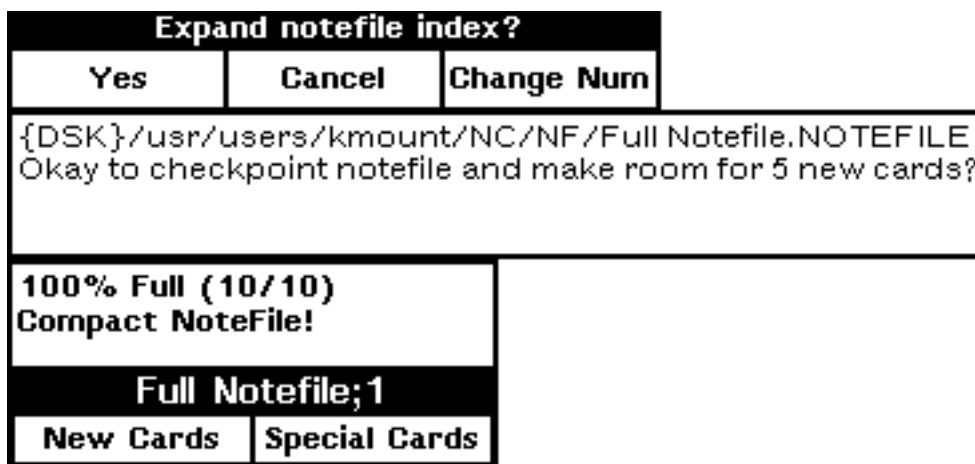 Expand notefile index?
Yes Cancel Change Num
{DSK}/usr/users/kmount/NC/NF/Full Notefile.NOTEFILE
Okay to checkpoint notefile and make room for 5 new cards?
100% Full (10/10)
Compact NoteFile!
Full Notefile;1
New Cards Special Cards